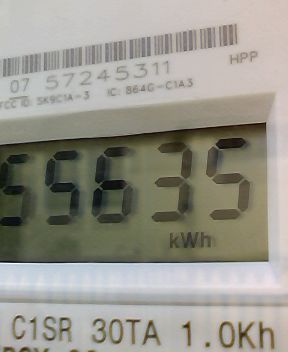 07 57245311
HPP
FCC ID: SK9C1A-3 IC: 864G-C1A3
55635
kWh
C1SR 30TA 1.0Kh